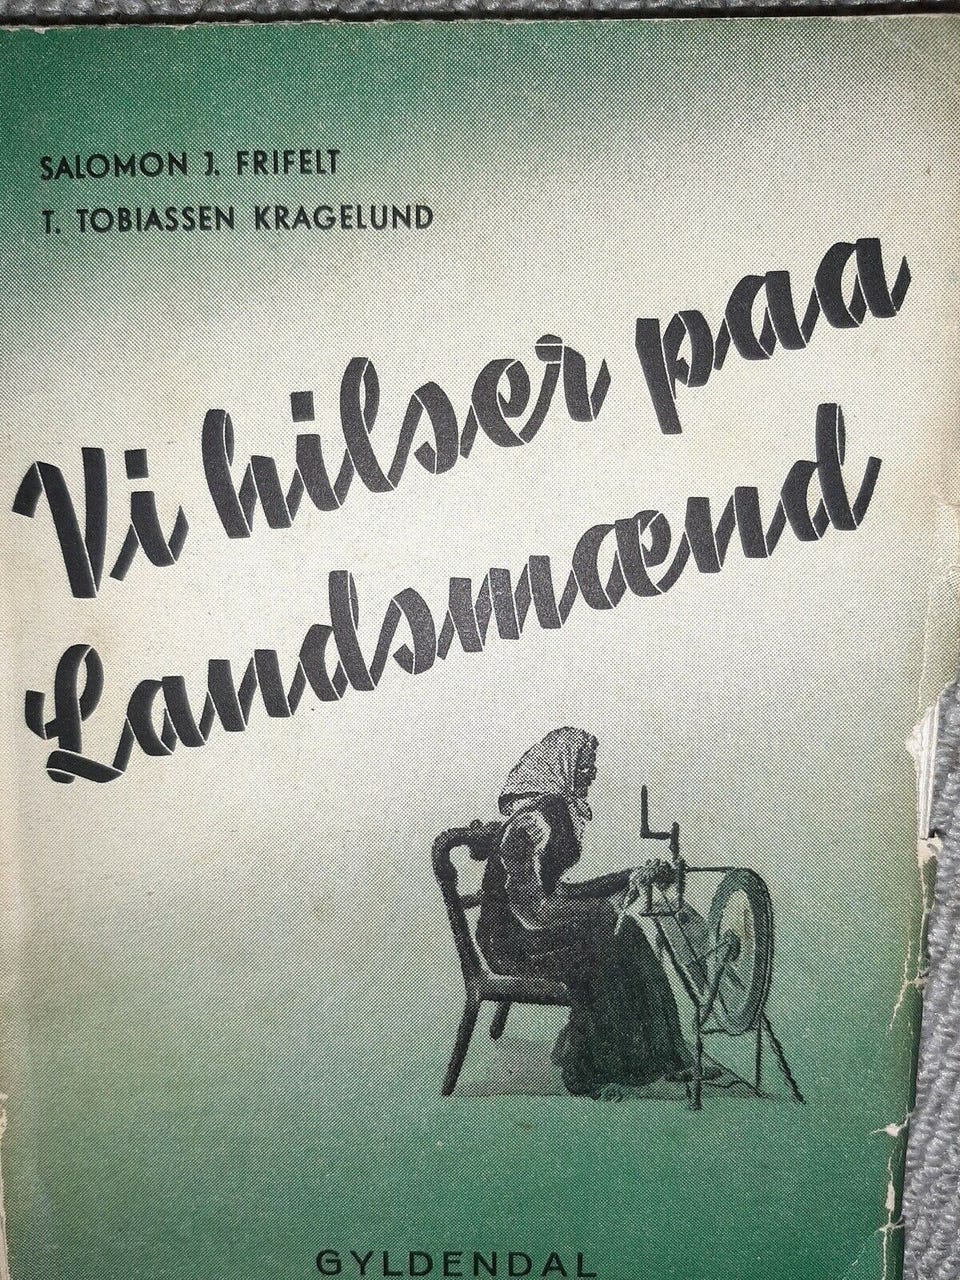 SALOMON J. FRIFELT
T. TOBIASSEN KRAGELUND
Vi hilser paa
Landsmænd
GYLDENDAL